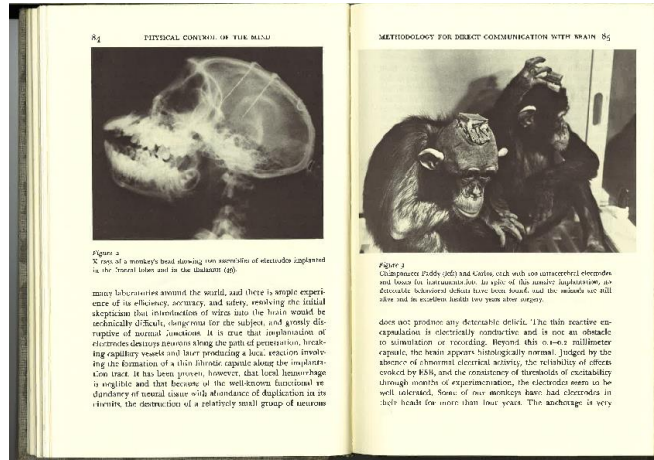 84 PHYSICAL CONTROL OF THE MIND
Figure 2
X rays of a monkey's head showing two assemblies of electrodes implanted
in the frontal lobes and in the thalamus (49).
many laboratories around the world, and there is ample experi-
ence of its efficiency, accuracy, and safety, resolving the initial
skepticism that introduction of wires into the brain would be
technically difficult, dangerous for the subject, and grossly dis-
ruptive of normal functions. It is true that implantation of
electrodes destroys neurons along the path of penetration, break-
ing capillary vessels and later producing a local reaction involv-
ing the formation of a thin fibrotic capsule along the implanta-
tion tract. It has been proven, however, that local hemorrhage
is neglible and that because of the well-known functional re-
dundancy of neural tissue with abundance of duplication in its
circuits, the destruction of a relatively small group of neurons
METHODOLOGY FOR DIRECT COMMUNICATION WITH BRAIN 85
Figure 3
Chimpanzees Paddy (left) and Carlos, each with 100 intracerebral electrodes
and boxes for instrumentation. In spite of this massive implantation, no
detectable behavioral deficits have been found, and the animals are still
alive and in excellent health two years after surgery.
does not produce any detectable deficit. The thin reactive en-
capsulation is electrically conductive and is not an obstacle
to stimulation or recording. Beyond this 0.1–0.2 millimeter
capsule, the brain appears histologically normal. Judged by the
absence of abnormal electrical activity, the reliability of effects
evoked by ESB, and the consistency of thresholds of excitability
through months of experimentation, the electrodes seem to be
well tolerated. Some of our monkeys have had electrodes in
their heads for more than four years. The anchorage is very